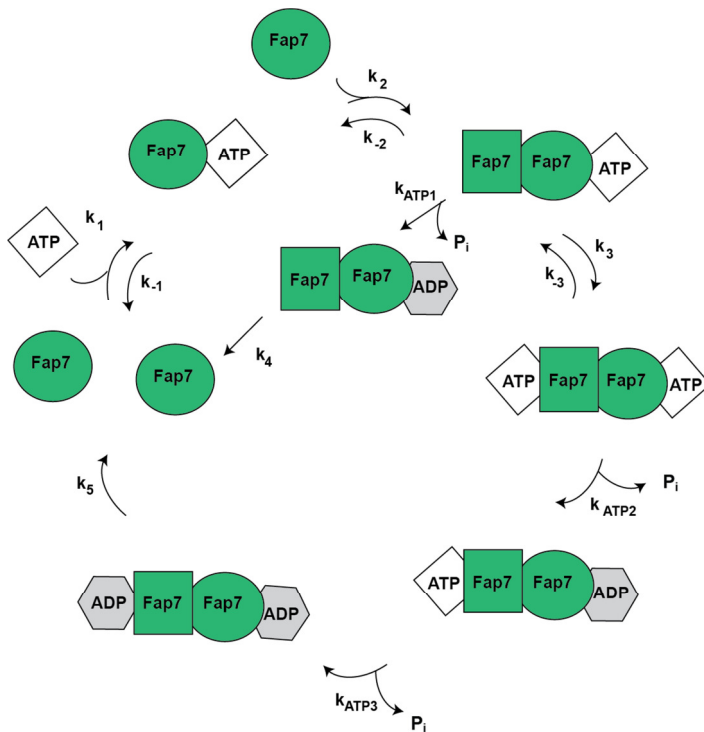 Fap7
k2
k-2
Fap7 ATP
Fap7 Fap7 ATP
kATP1
Pi
k1
ATP
k-1
Fap7 Fap7 ADP
k3
k-3
k4
Fap7
Fap7
ATP Fap7 Fap7 ATP
k5
Pi
kATP2
ATP Fap7 Fap7 ADP
ADP Fap7 Fap7 ADP
kATP3
Pi